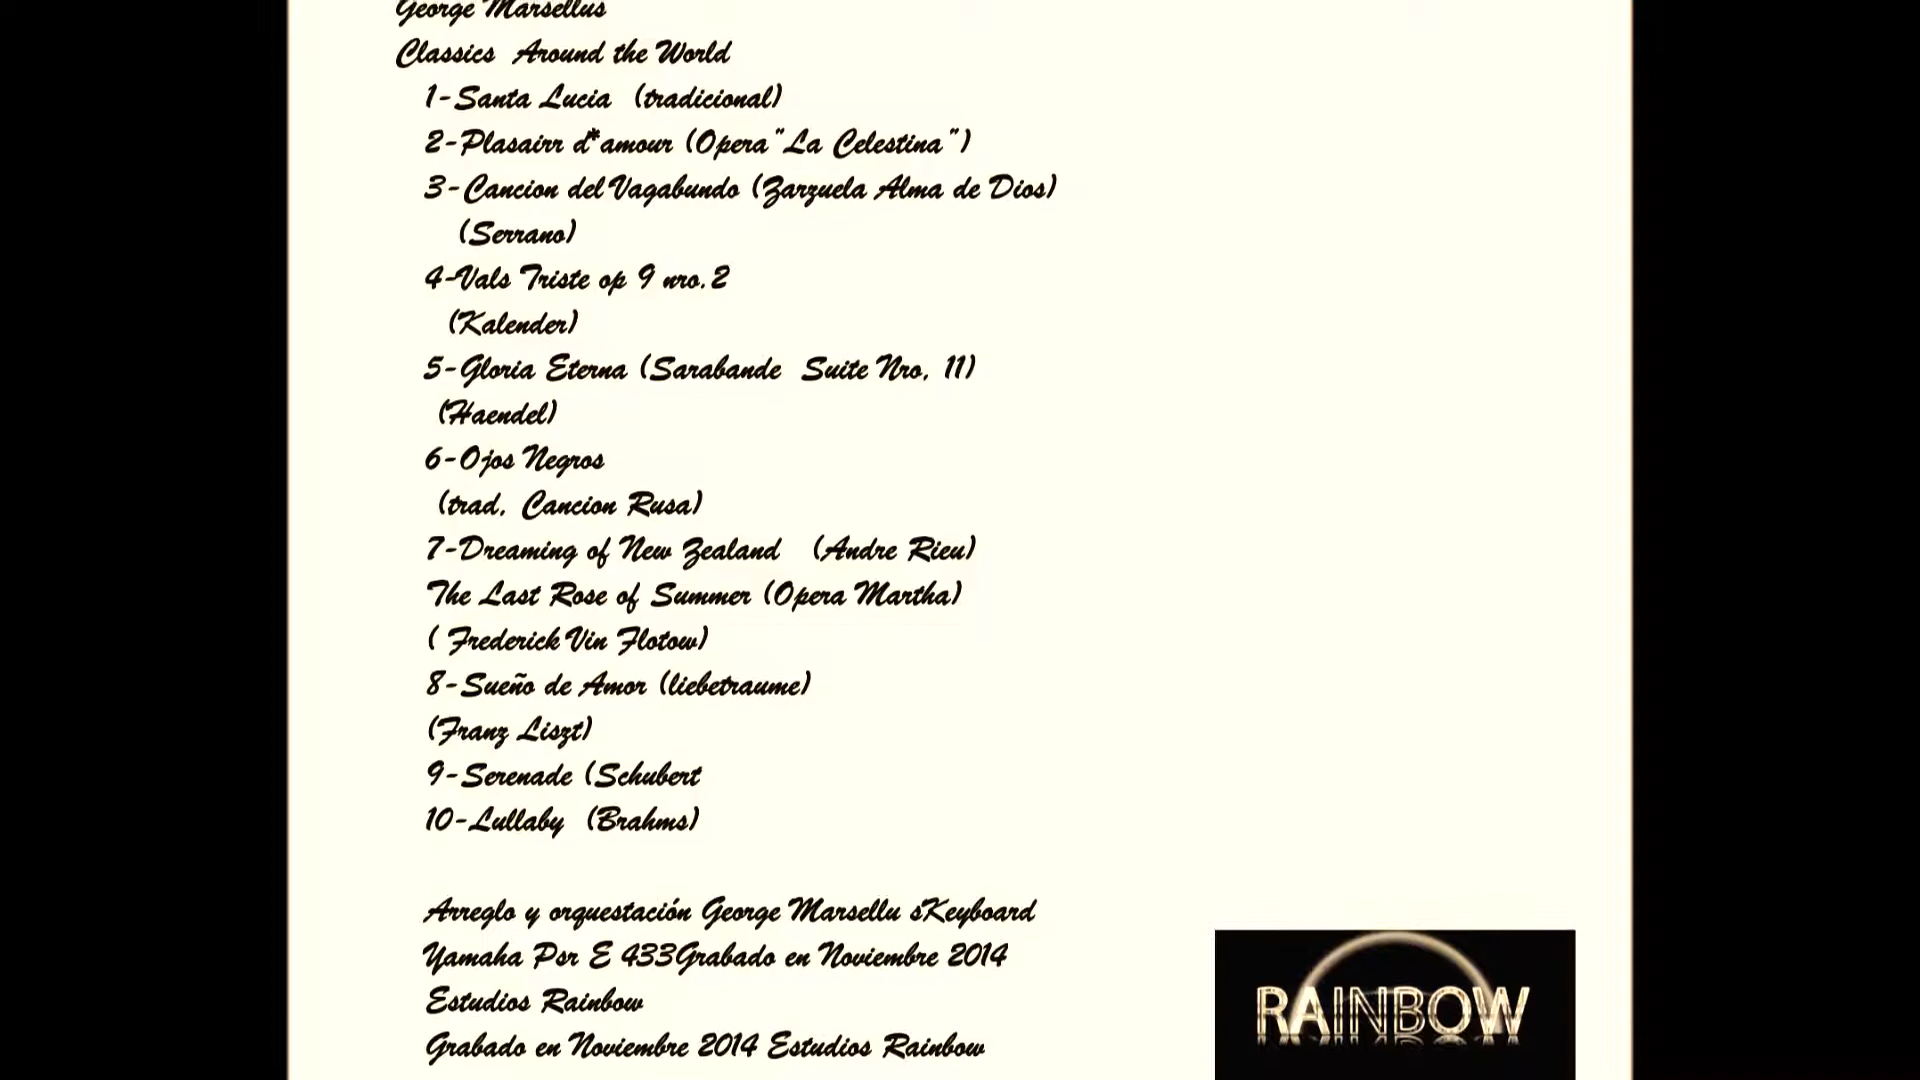 George Marsellus
Classics Around the World
1-Santa Lucia (tradicional)
2-Plasairr d*amour (Opera"La Celestina")
3-Cancion del Vagabundo (Zarzuela Alma de Dios)
(Serrano)
4-Vals Triste op 9 nro.2
(Kalender)
5-Gloria Eterna (Sarabande Suite Nro, 11)
(Haendel)
6-Ojos Negros
(trad, Cancion Rusa)
7-Dreaming of New Zealand (Andre Rieu)
The Last Rose of Summer (Opera Martha)
( Frederick Vin Flotow)
8-Sueño de Amor (liebetraume)
(Franz Liszt)
9-Serenade (Schubert
10-Lullaby (Brahms)
Arreglo y orquestación George Marsellu sKeyboard
Yamaha Psr E 433Grabado en Noviembre 2014
Estudios Rainbow
Grabado en Noviembre 2014 Estudios Rainbow
RAINBOW